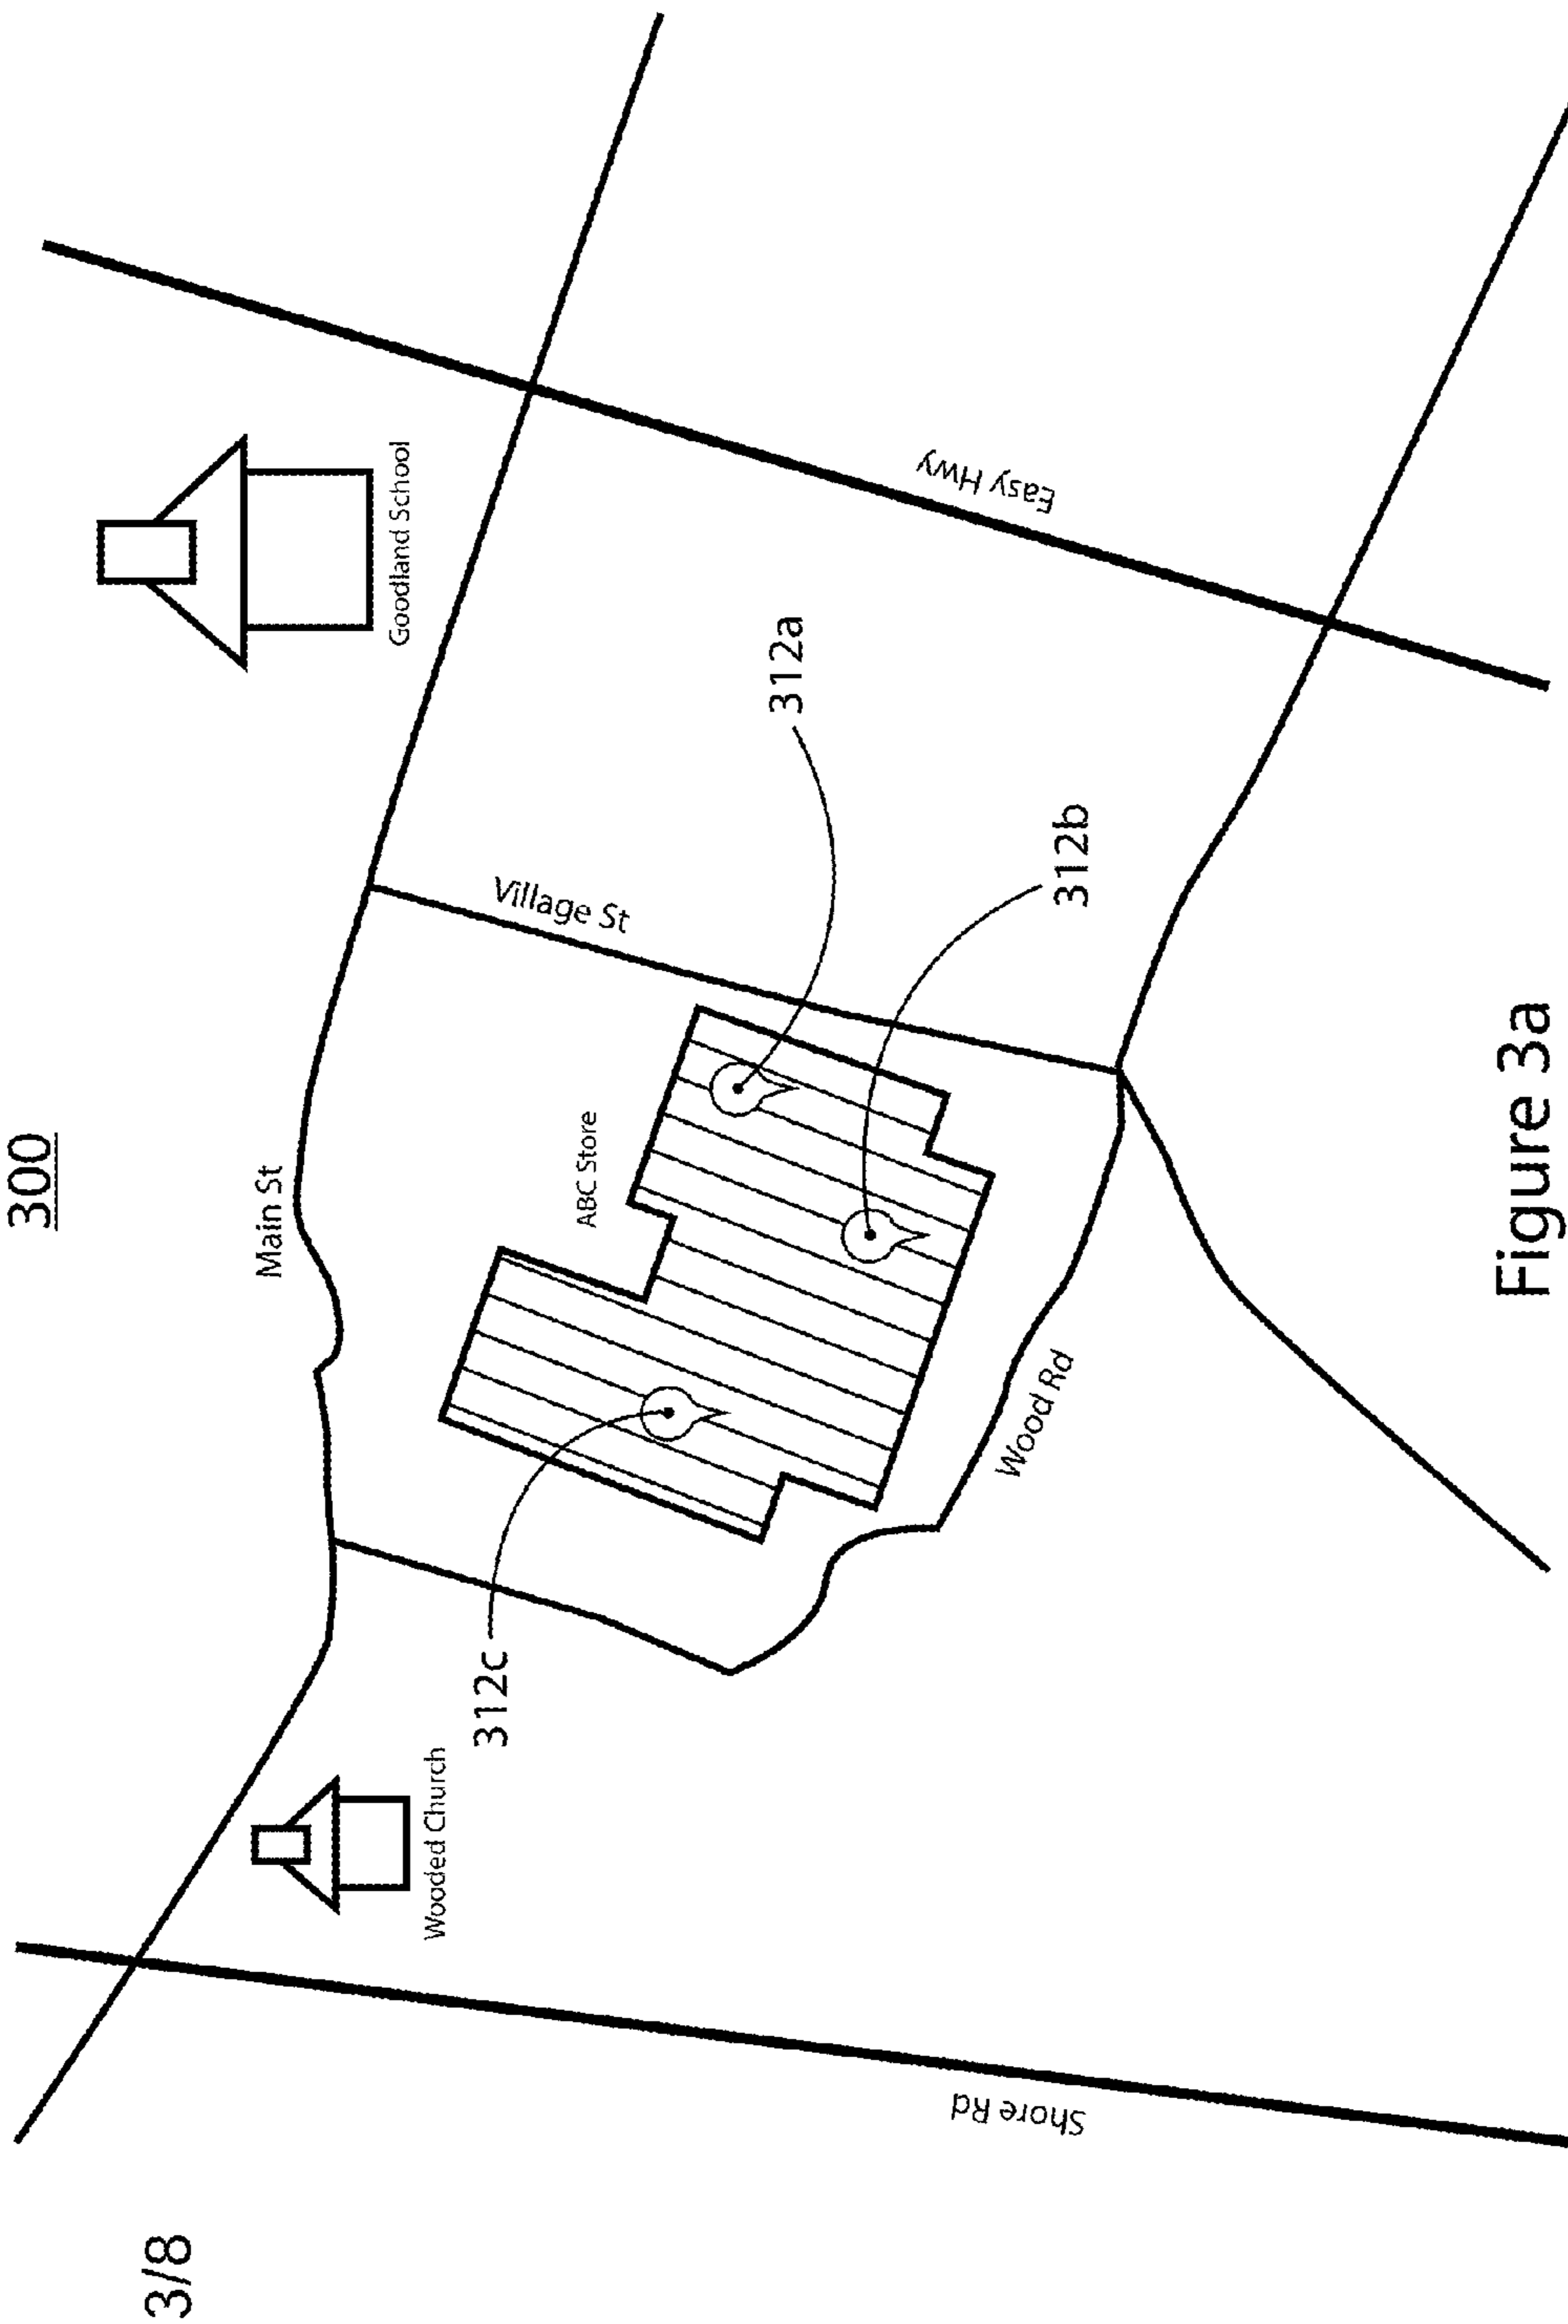 3/8
300
Main St
Goodland School
Wooded Church
312c
ABC Store
Village St
312a
312b
Easy Hwy
Wood Rd
Shore Rd
Figure 3a